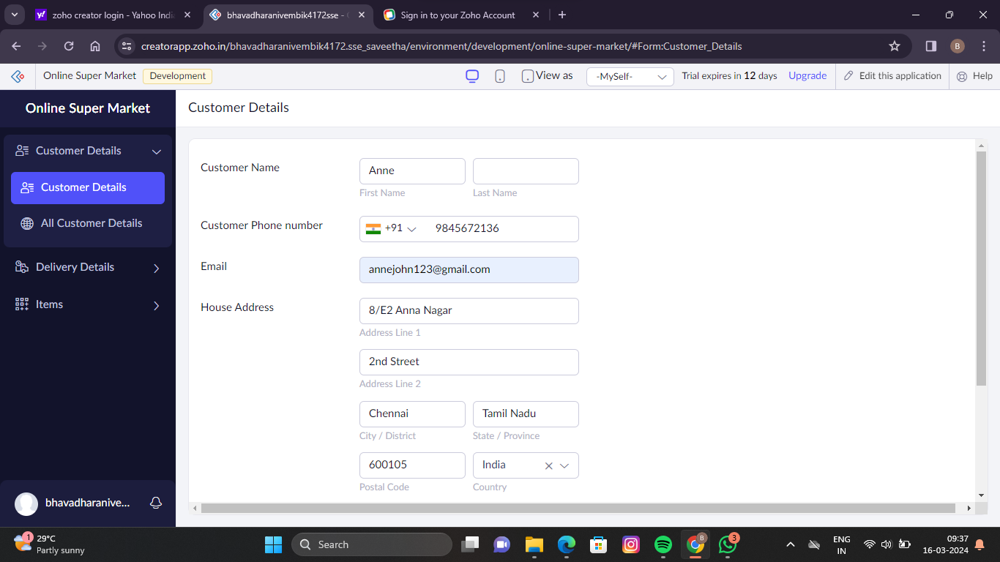 zoho creator login - Yahoo Indi
bhavadharanivembik4172sse -
Sign in to your Zoho Account
creatorapp.zoho.in/bhavadharanivembik4172.sse_saveetha/environment/development/online-super-market/#Form:Customer_Details
B
Online Super Market
Development
View as
-MySelf-
Trial expires in 12 days
Upgrade
Edit this application
Help
Online Super Market
Customer Details
Customer Details
Customer Details
All Customer Details
Delivery Details
Items
Customer Name
Anne
First Name
Last Name
Customer Phone number
+91
9845672136
Email
annejohn123@gmail.com
House Address
8/E2 Anna Nagar
Address Line 1
2nd Street
Address Line 2
Chennai
Tamil Nadu
City / District
State / Province
600105
India
Postal Code
Country
bhavadharanive...
1
29°C
Partly sunny
Search
B
3
ENG
IN
09:37
16-03-2024